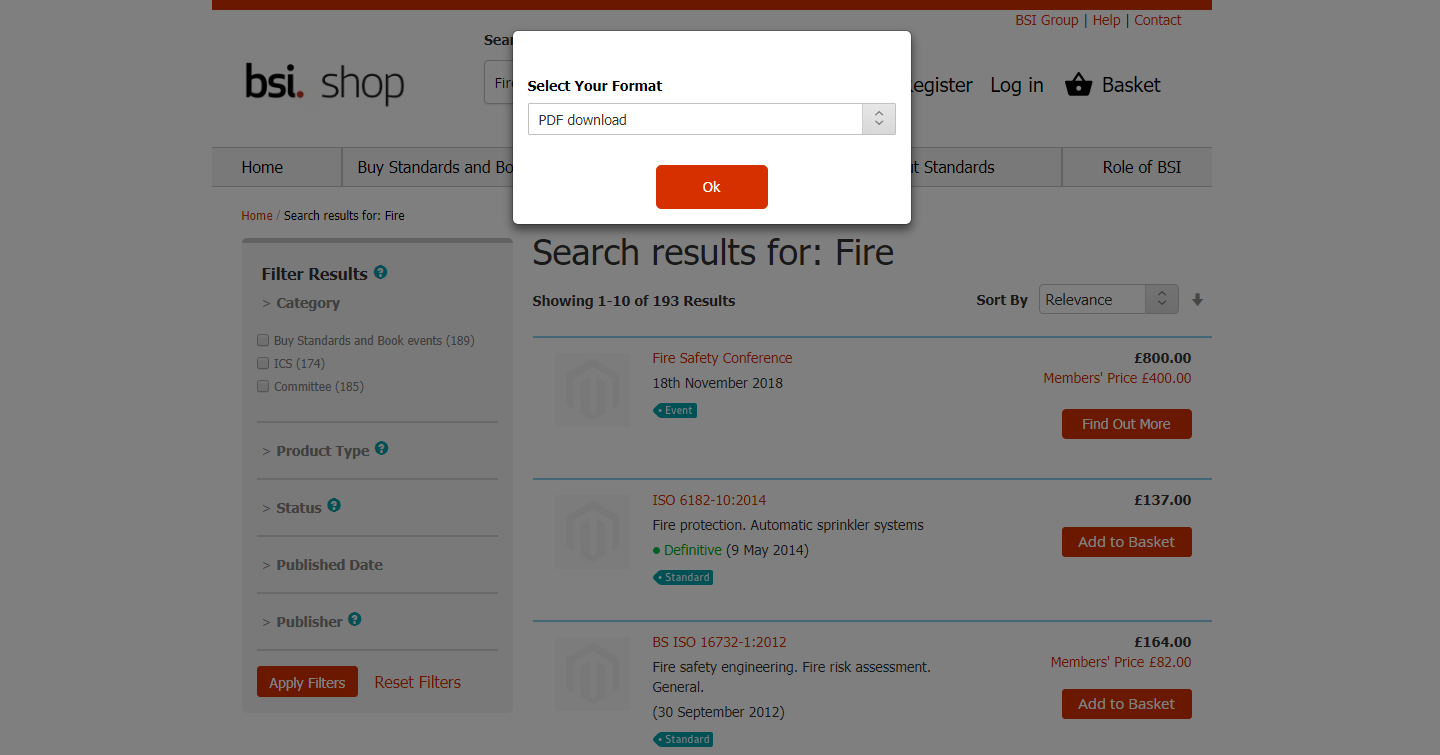 BSI Group | Help | Contact
bsi. shop
Select Your Format
PDF download
Ok
Log in
Basket
Home
Buy Standards and
Standards
Role of BSI
Home / Search results for: Fire
Filter Results ?
> Category
Buy Standards and Book events (189)
ICS (174)
Committee (185)
> Product Type ?
> Status ?
> Published Date
> Publisher ?
Apply Filters
Reset Filters
Search results for: Fire
Showing 1-10 of 193 Results
Sort By
Relevance
Fire Safety Conference
£800.00
18th November 2018
Members' Price £400.00
Event
Find Out More
ISO 6182-10:2014
£137.00
Fire protection. Automatic sprinkler systems
Definitive (9 May 2014)
Add to Basket
Standard
BS ISO 16732-1:2012
£164.00
Fire safety engineering. Fire risk assessment.
Members' Price £82.00
General.
(30 September 2012)
Add to Basket
Standard